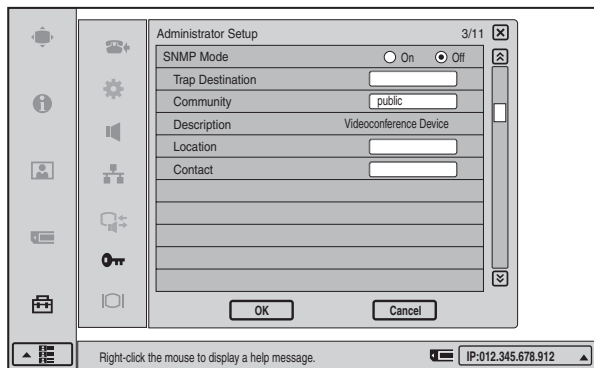 Administrator Setup 3/11
SNMP Mode On Off
Trap Destination
Community public
Description Videoconference Device
Location
Contact
OK Cancel
Right-click the mouse to display a help message. IP:012.345.678.912